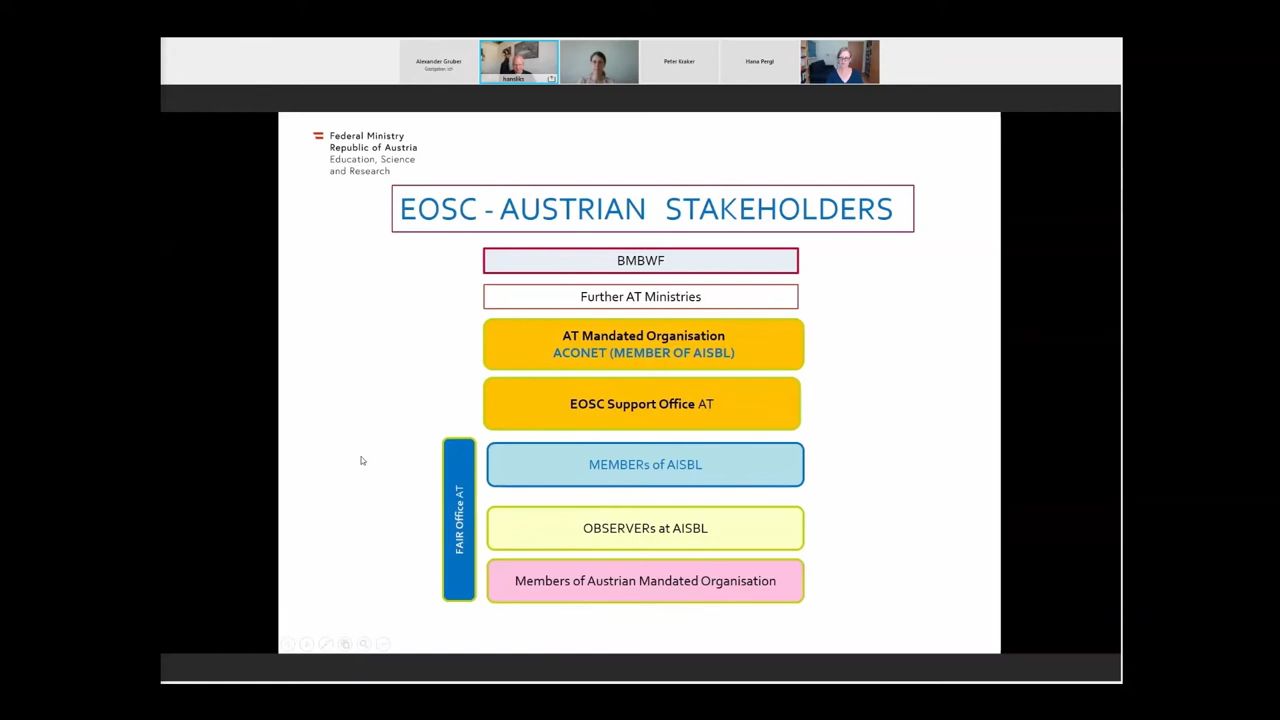 Alexander Gruber
hansliks
Peter Kraker
Hana Pergl
Federal Ministry
Republic of Austria
Education, Science
and Research
EOSC - AUSTRIAN STAKEHOLDERS
BMBWF
Further AT Ministries
AT Mandated Organisation
ACONET (MEMBER OF AISBL)
EOSC Support Office AT
FAIR Office AT
MEMBERs of AISBL
OBSERVERs at AISBL
Members of Austrian Mandated Organisation